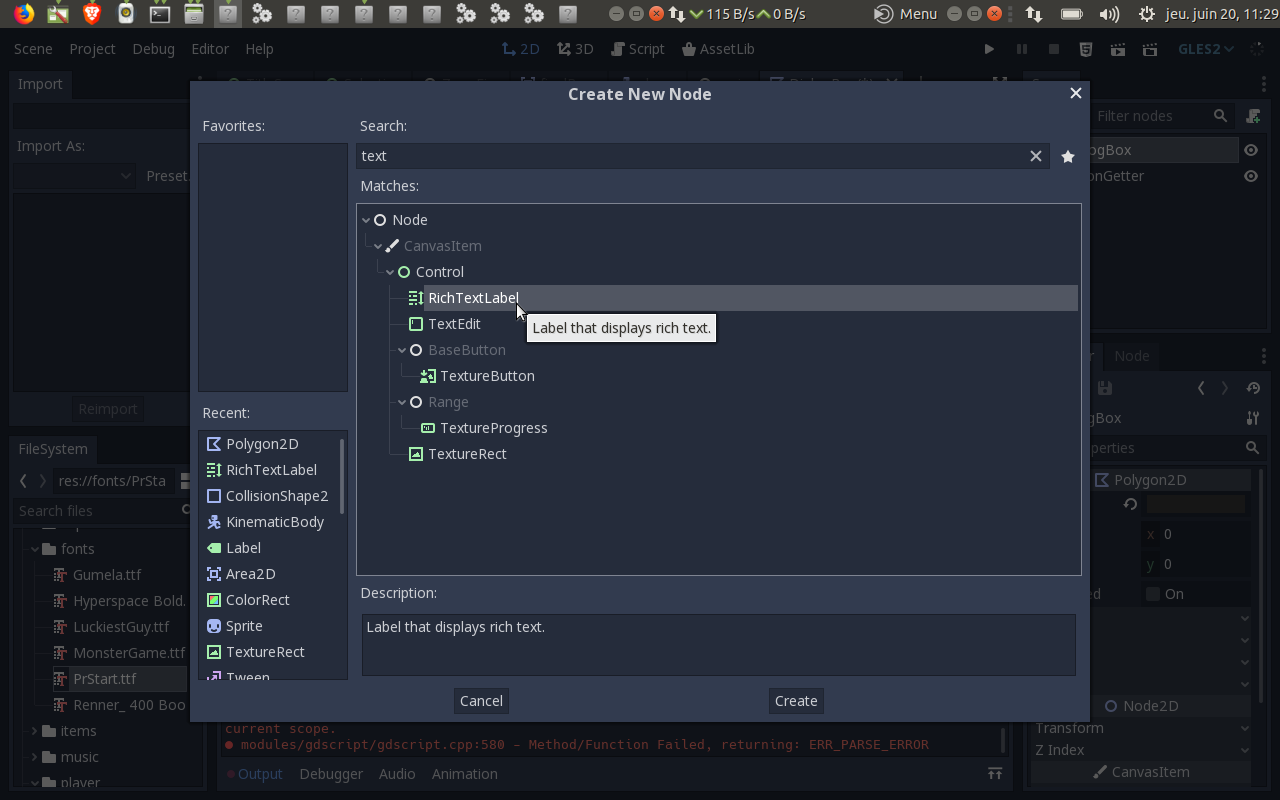 115 B/s 0 B/s Menu jeu. juin 20, 11:29
Scene Project Debug Editor Help 2D 3D Script AssetLib GLES2
Import
Create New Node
Favorites:
Search:
Filter nodes
text
Import As:
ogBox
Preset
Matches:
onGetter
Node
CanvasItem
Control
RichTextLabel
TextEdit
Label that displays rich text.
BaseButton
Node
TextureButton
Range
Reimport
Recent:
ogBox
TextureProgress
Polygon2D
FileSystem
perties
TextureRect
RichTextLabel
res://fonts/PrSta
Polygon2D
CollisionShape2
Search files
KinematicBody
x 0
fonts
Label
y 0
Gumela.ttf
Area2D
Description:
ed On
Hyperspace Bold.
ColorRect
LuckiestGuy.ttf
Sprite
Label that displays rich text.
MonsterGame.ttf
TextureRect
PrStart.ttf
Tween
Renner_ 400 Boo
Cancel
Create
Node2D
items
current scope.
Transform
modules/gdscript/gdscript.cpp:580 - Method/Function Failed, returning: ERR_PARSE_ERROR
music
Z Index
Output Debugger Audio Animation
CanvasItem
player